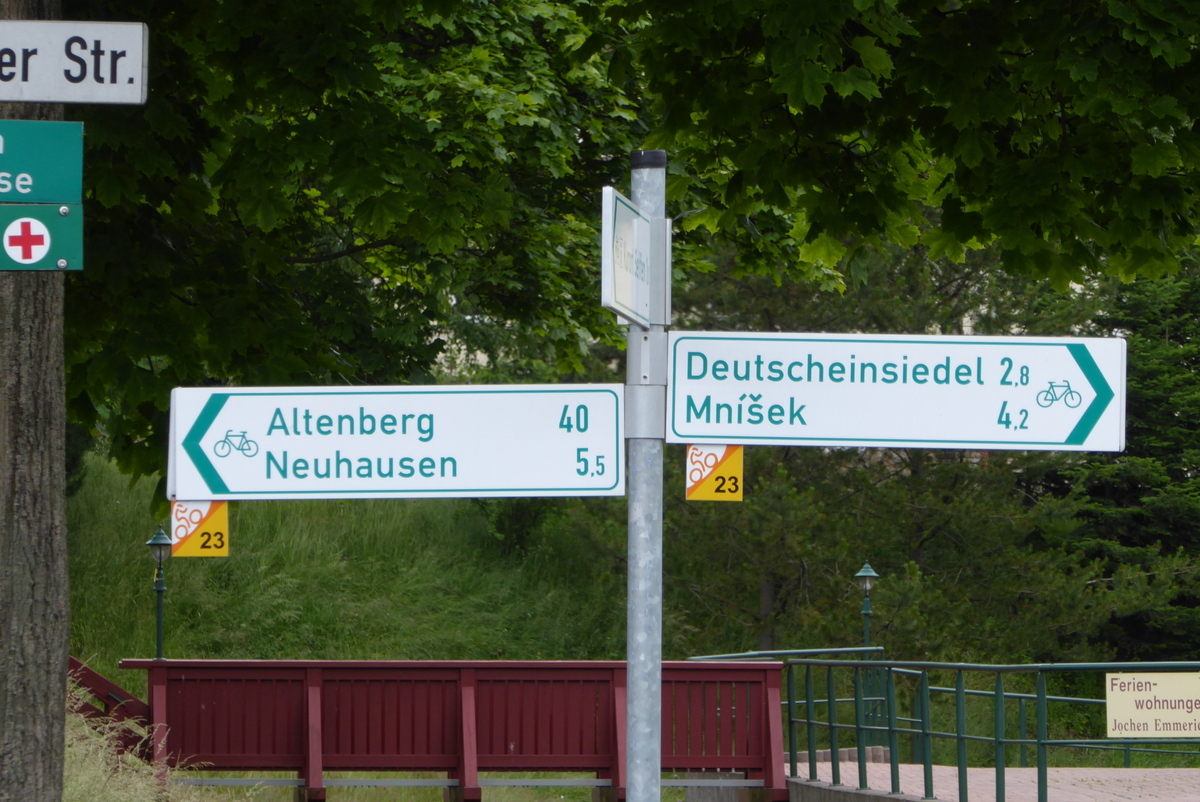 er Str.
se
Altenberg 40
Neuhausen 5,5
23
Deutscheinsiedel 2,8
Mníšek 4,2
23
Ferien-
wohnunge
Jochen Emmeric